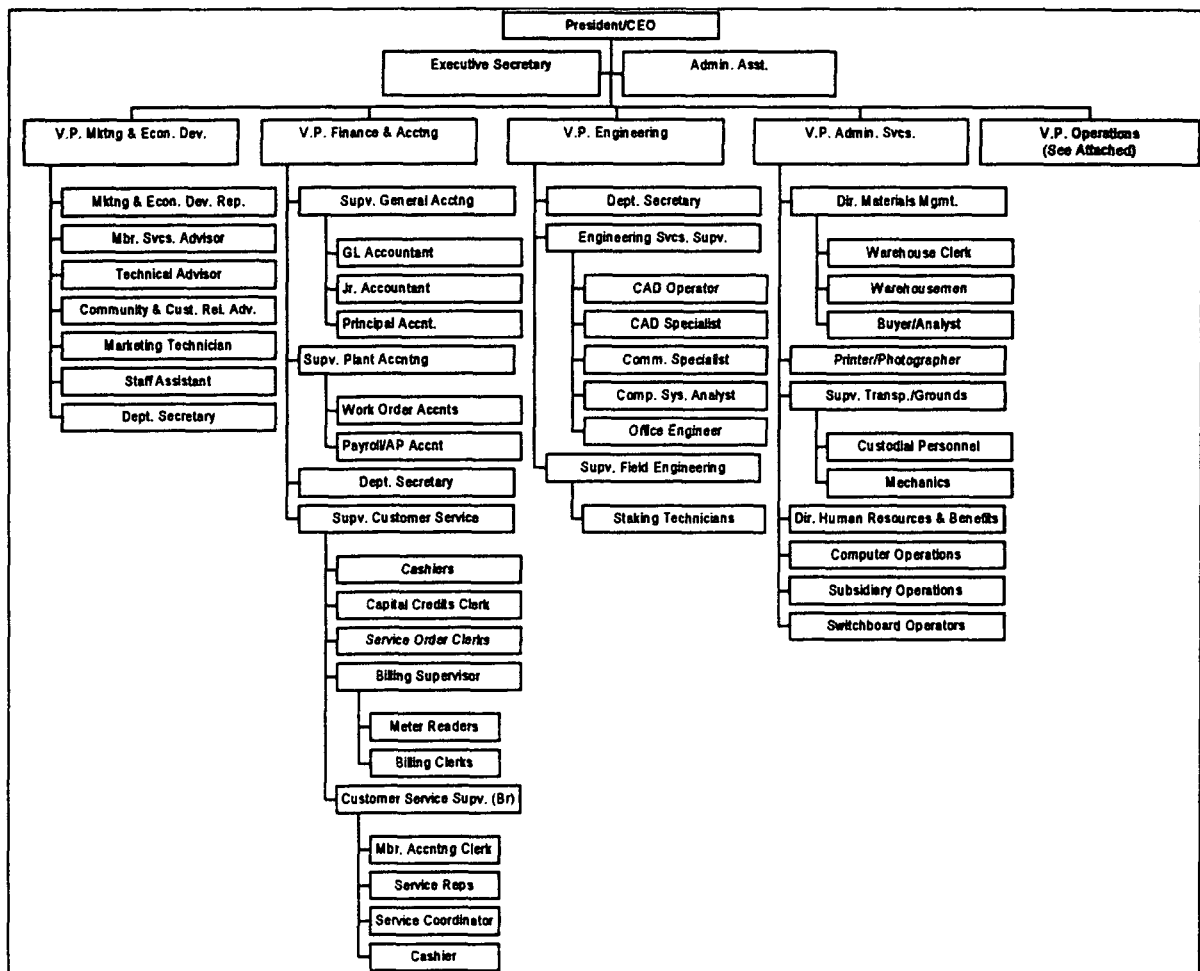 President/CEO
Executive Secretary
Admin. Asst.
V.P. Mktng & Econ. Dev.
Mktng & Econ. Dev. Rep.
Mbr. Svcs. Advisor
Technical Advisor
Community & Cust. Rel. Adv.
Marketing Technician
Staff Assistant
Dept. Secretary
V.P. Finance & Acctng
Supv. General Acctng
GL Accountant
Jr. Accountant
Principal Accnt.
Supv. Plant Accntng
Work Order Accnts
Payroll/AP Accnt
Dept. Secretary
Supv. Customer Service
Cashiers
Capital Credits Clerk
Service Order Clerks
Billing Supervisor
Meter Readers
Billing Clerks
Customer Service Supv. (Br)
Mbr. Accntng Clerk
Service Reps
Service Coordinator
Cashier
V.P. Engineering
Dept. Secretary
Engineering Svcs. Supv.
CAD Operator
CAD Specialist
Comm. Specialist
Comp. Sys. Analyst
Office Engineer
Supv. Field Engineering
Staking Technicians
V.P. Admin. Svcs.
Dir. Materials Mgmt.
Warehouse Clerk
Warehousemen
Buyer/Analyst
Printer/Photographer
Supv. Transp./Grounds
Custodial Personnel
Mechanics
Dir. Human Resources & Benefits
Computer Operations
Subsidiary Operations
Switchboard Operators
V.P. Operations
(See Attached)